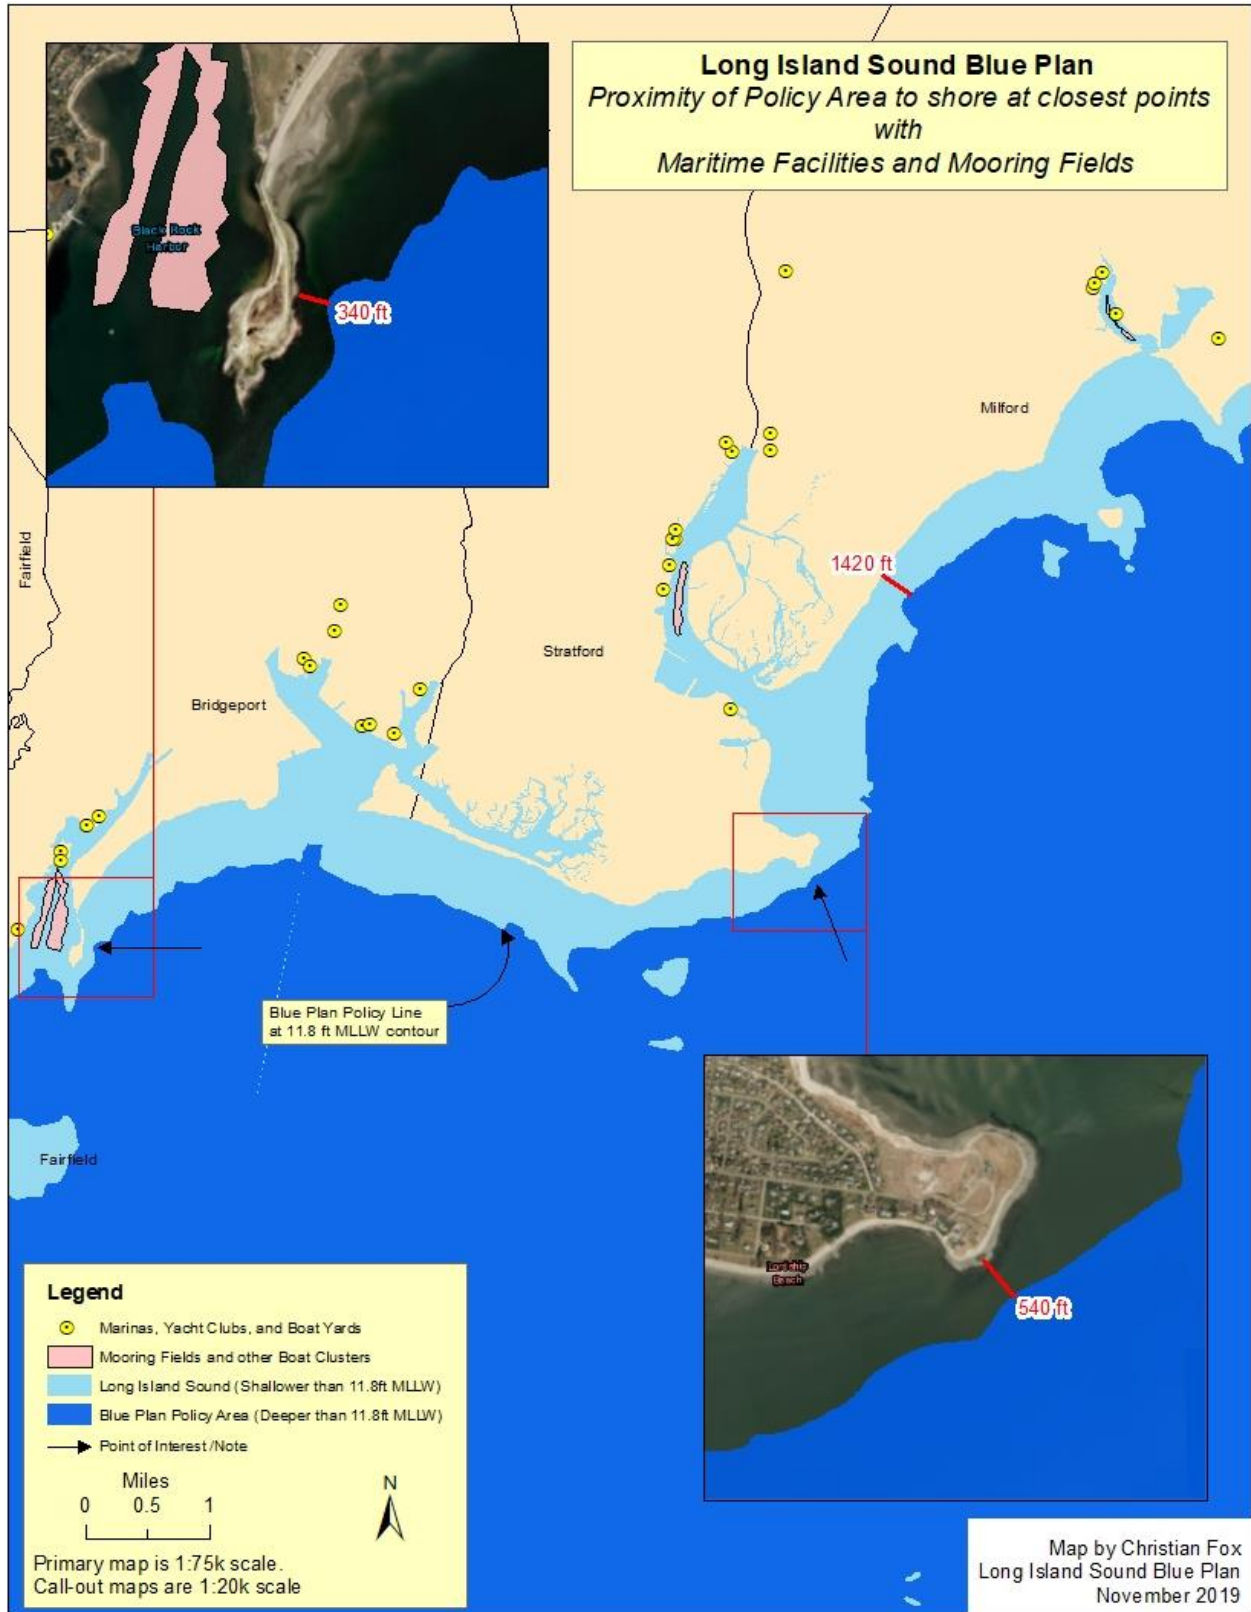 Long Island Sound Blue Plan
Proximity of Policy Area to shore at closest points
with
Maritime Facilities and Mooring Fields
Black Rock
Harbor
340 ft
Milford
Fairfield
1420 ft
Stratford
Bridgeport
Blue Plan Policy Line
at 11.8 ft MLLW contour
Fairfield
Lordship
Beach
540 ft
Legend
Marinas, Yacht Clubs, and Boat Yards
Mooring Fields and other Boat Clusters
Long Island Sound (Shallower than 11.8ft MLLW)
Blue Plan Policy Area (Deeper than 11.8ft MLLW)
Point of Interest /Note
Miles
0 0.5 1
N
Primary map is 1:75k scale.
Call-out maps are 1:20k scale
Map by Christian Fox
Long Island Sound Blue Plan
November 2019